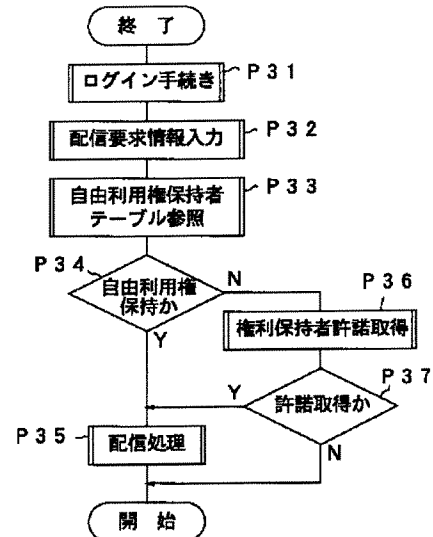 終 了
ログイン手続き
P31
配信要求情報入力
P32
自由利用権保持者
テーブル参照
P33
P34
自由利用権
保持か
N
Y
P36
権利保持者許諾取得
P37
許諾取得か
Y
N
P35
配信処理
開 始